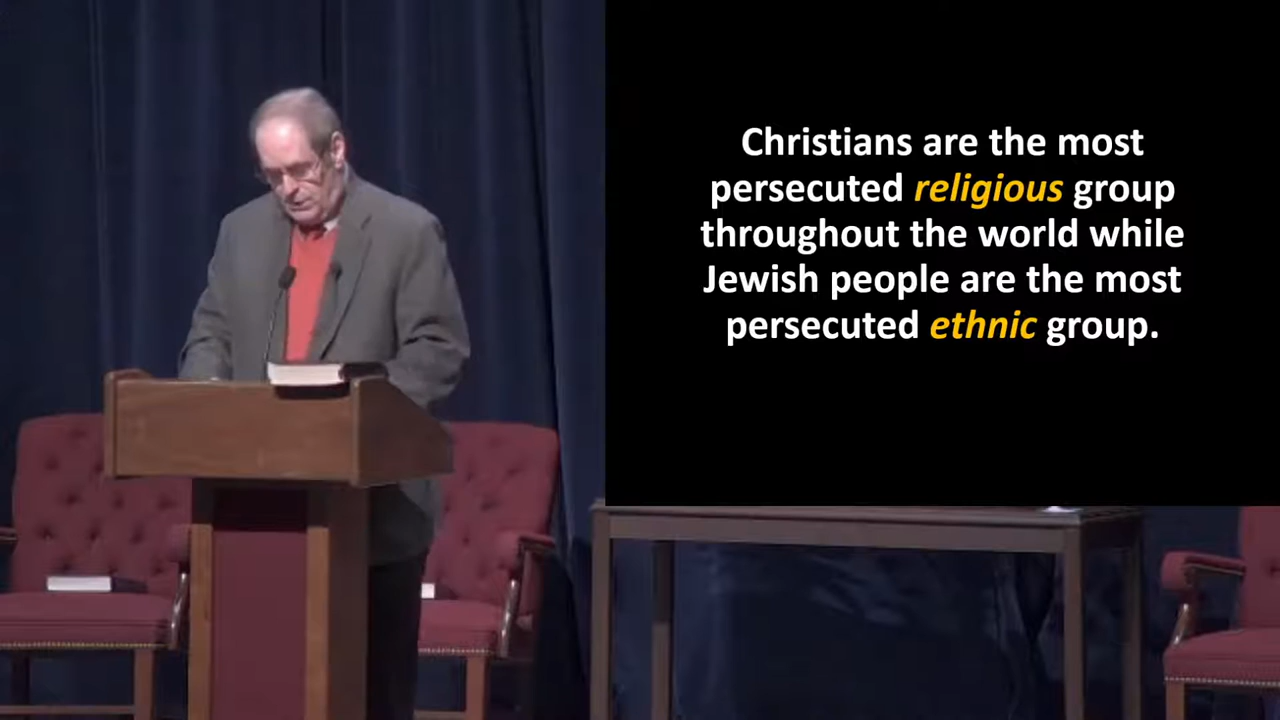 Christians are the most
persecuted religious group
throughout the world while
Jewish people are the most
persecuted ethnic group.